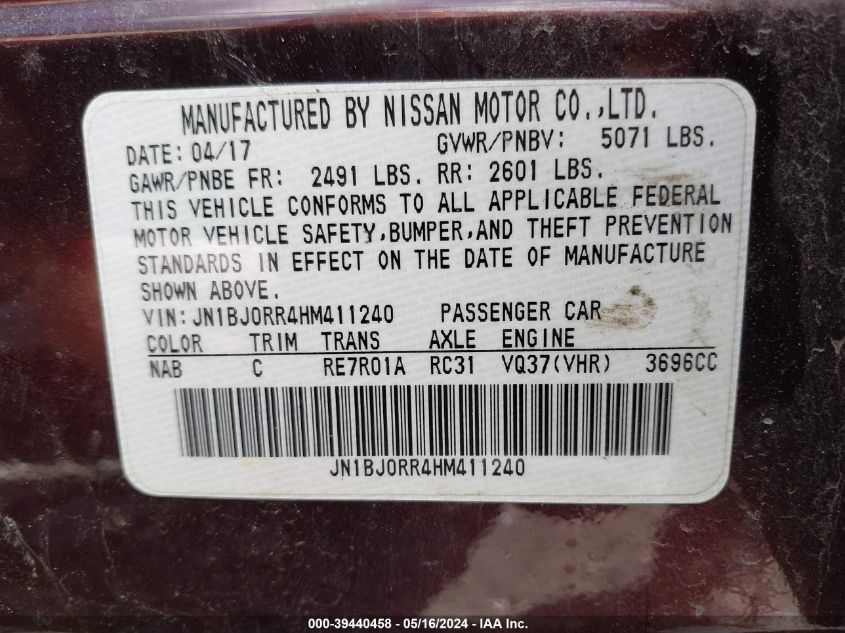 MANUFACTURED BY NISSAN MOTOR CO.,LTD.
DATE: 04/17 GVWR/PNBV: 5071 LBS.
GAWR/PNBE FR: 2491 LBS. RR: 2601 LBS.
THIS VEHICLE CONFORMS TO ALL APPLICABLE FEDERAL
MOTOR VEHICLE SAFETY,BUMPER,AND THEFT PREVENTION
STANDARDS IN EFFECT ON THE DATE OF MANUFACTURE
SHOWN ABOVE.
VIN: JN1BJ0RR4HM411240 PASSENGER CAR
COLOR TRIM TRANS AXLE ENGINE
NAB C RE7R01A RC31 VQ37(VHR) 3696CC
JN1BJ0RR4HM411240
000-39440458 - 05/16/2024 - IAA Inc.